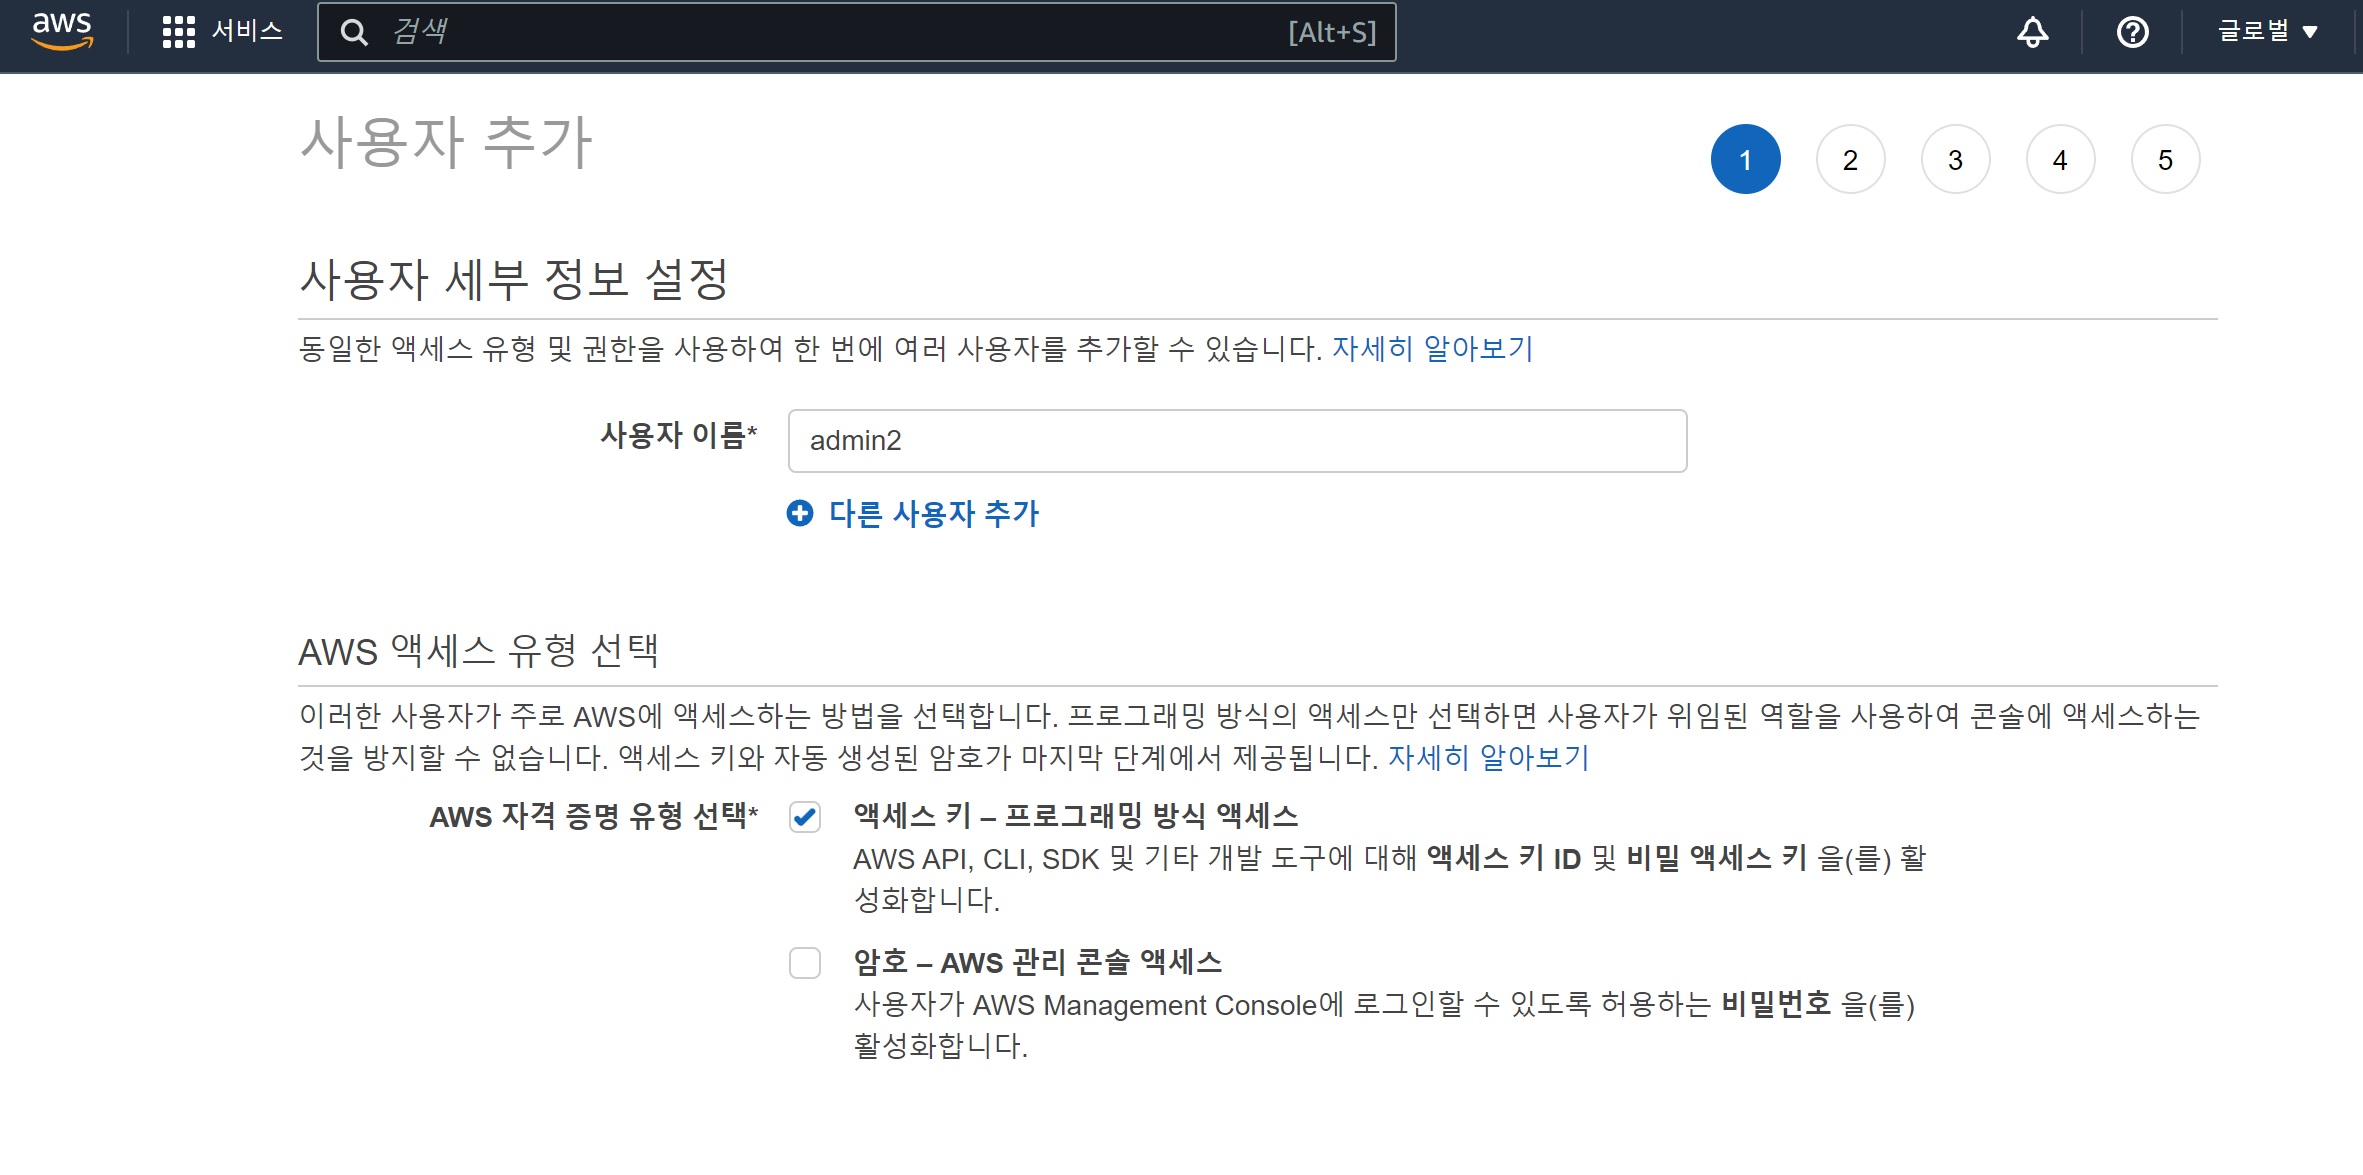 aws 서비스 검색 [Alt+S] 글로벌
사용자 추가
1 2 3 4 5
사용자 세부 정보 설정
동일한 액세스 유형 및 권한을 사용하여 한 번에 여러 사용자를 추가할 수 있습니다. 자세히 알아보기
사용자 이름* admin2
다른 사용자 추가
AWS 액세스 유형 선택
이러한 사용자가 주로 AWS에 액세스하는 방법을 선택합니다. 프로그래밍 방식의 액세스만 선택하면 사용자가 위임된 역할을 사용하여 콘솔에 액세스하는
것을 방지할 수 없습니다. 액세스 키와 자동 생성된 암호가 마지막 단계에서 제공됩니다. 자세히 알아보기
AWS 자격 증명 유형 선택* 액세스 키 – 프로그래밍 방식 액세스
AWS API, CLI, SDK 및 기타 개발 도구에 대해 액세스 키 ID 및 비밀 액세스 키 을(를) 활
성화합니다.
암호 – AWS 관리 콘솔 액세스
사용자가 AWS Management Console에 로그인할 수 있도록 허용하는 비밀번호 을(를)
활성화합니다.